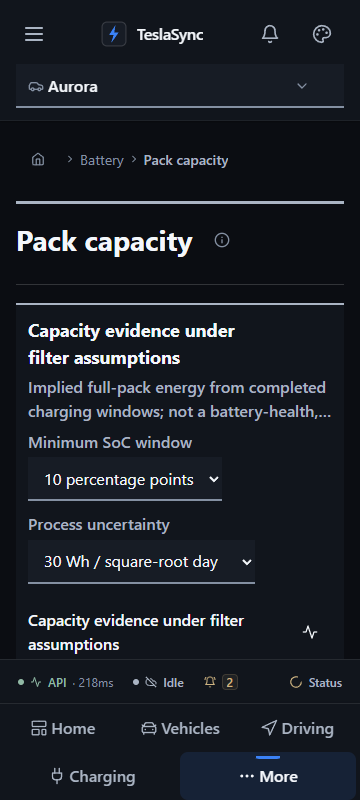 TeslaSync
Aurora
Battery Pack capacity
Pack capacity
Capacity evidence under
filter assumptions
Implied full-pack energy from completed
charging windows; not a battery-health,...
Minimum SoC window
10 percentage points
Process uncertainty
30 Wh / square-root day
Capacity evidence under filter
assumptions
API · 218ms Idle 2 Status
Home Vehicles Driving
Charging More